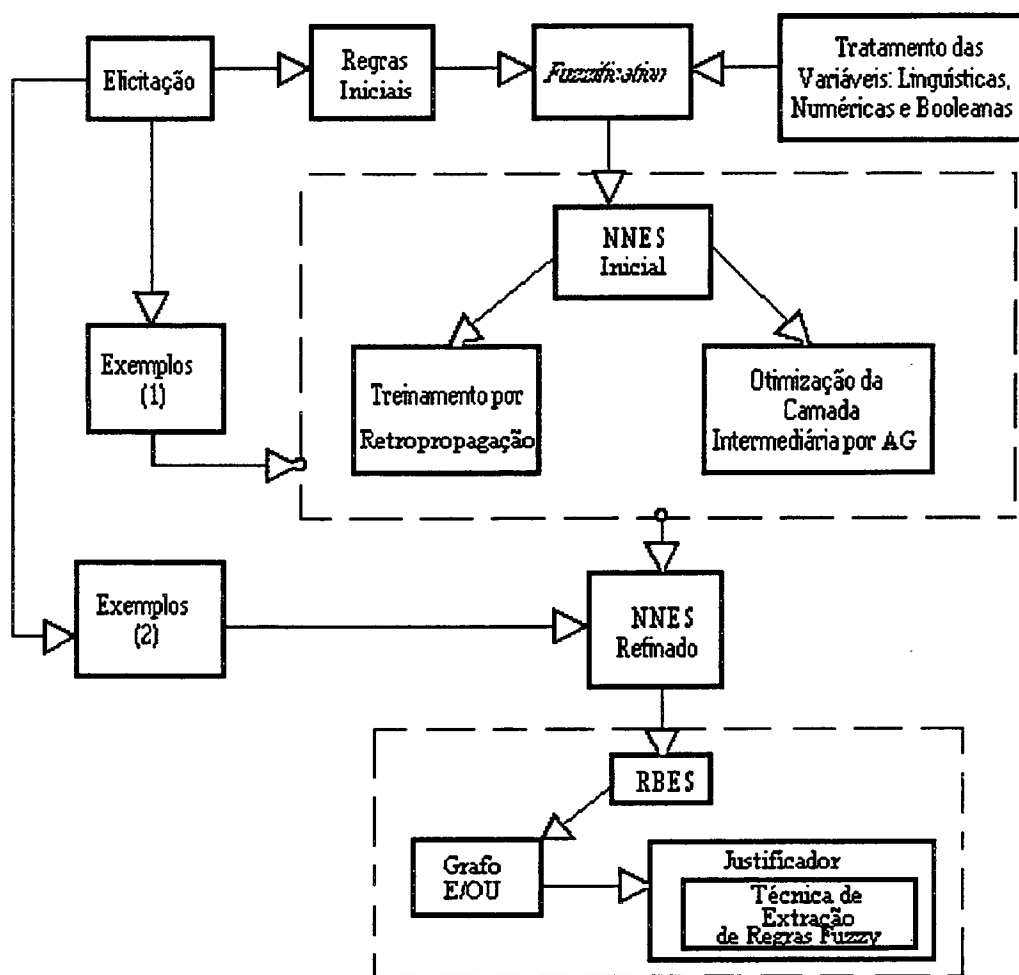 Elicitação
Regras
Iniciais
Fuzzification
Tratamento das
Variáveis: Linguísticas,
Numéricas e Booleanas
NNES
Inicial
Exemplos
(1)
Treinamento por
Retropropagação
Otimização da
Camada
Intermediária por AG
Exemplos
(2)
NNES
Refinado
RBES
Grafo
E/OU
Justificador
Técnica de
Extração
de Regras Fuzzy